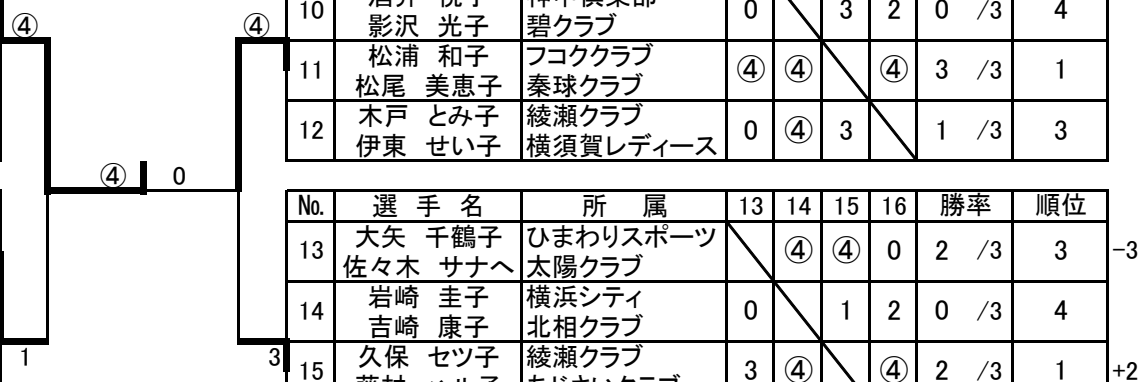 ④ ④
10 0 3 2 0 /3 4
影沢 光子 碧クラブ
松浦 和子 フコククラブ
11 ④ ④ ④ 3 /3 1
松尾 美恵子 秦球クラブ
木戸 とみ子 綾瀬クラブ
12 0 ④ 3 1 /3 3
伊東 せい子 横須賀レディース
④ 0
No. 選 手 名 所 属 13 14 15 16 勝率 順位
大矢 千鶴子 ひまわりスポーツ
13 ④ ④ 0 2 /3 3 -3
佐々木 サナヘ 太陽クラブ
岩崎 圭子 横浜シティ
14 0 1 2 0 /3 4
吉崎 康子 北相クラブ
1 3
久保 セツ子 綾瀬クラブ
15 3 ④ ④ 2 /3 1 +2